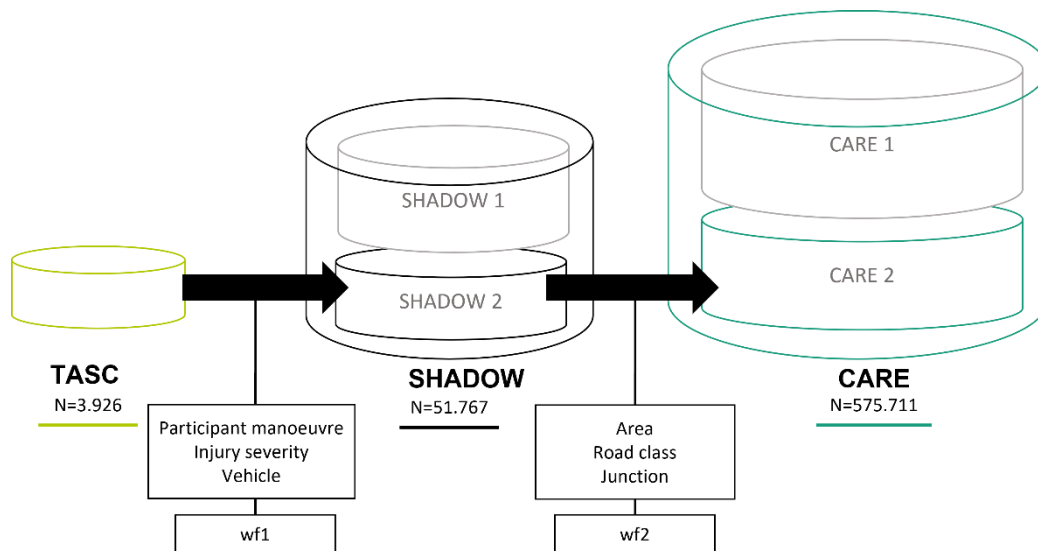 SHADOW 1
SHADOW 2
CARE 1
CARE 2
TASC
N=3.926
SHADOW
N=51.767
CARE
N=575.711
Participant manoeuvre
Injury severity
Vehicle
wf1
Area
Road class
Junction
wf2